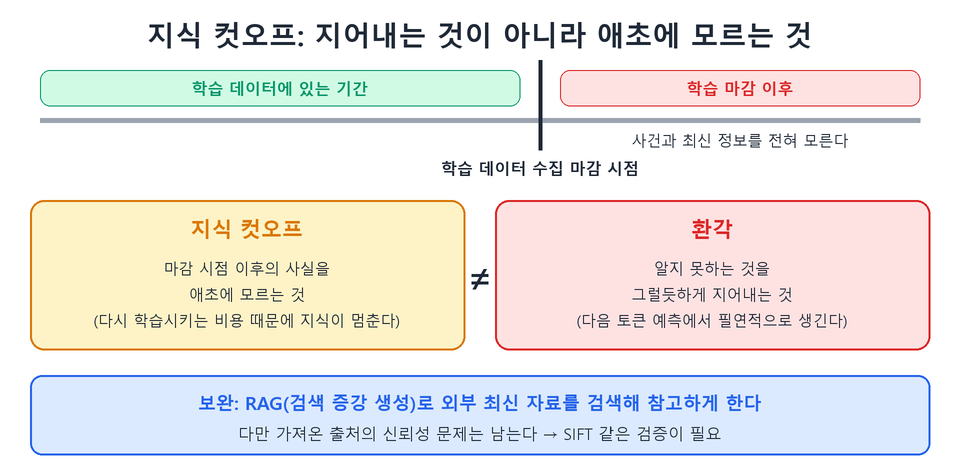 지식 컷오프: 지어내는 것이 아니라 애초에 모르는 것
학습 데이터에 있는 기간
학습 마감 이후
사건과 최신 정보를 전혀 모른다
학습 데이터 수집 마감 시점
지식 컷오프
마감 시점 이후의 사실을
애초에 모르는 것
(다시 학습시키는 비용 때문에 지식이 멈춘다)
≠
환각
알지 못하는 것을
그럴듯하게 지어내는 것
(다음 토큰 예측에서 필연적으로 생긴다)
보완: RAG(검색 증강 생성)로 외부 최신 자료를 검색해 참고하게 한다
다만 가져온 출처의 신뢰성 문제는 남는다 → SIFT 같은 검증이 필요